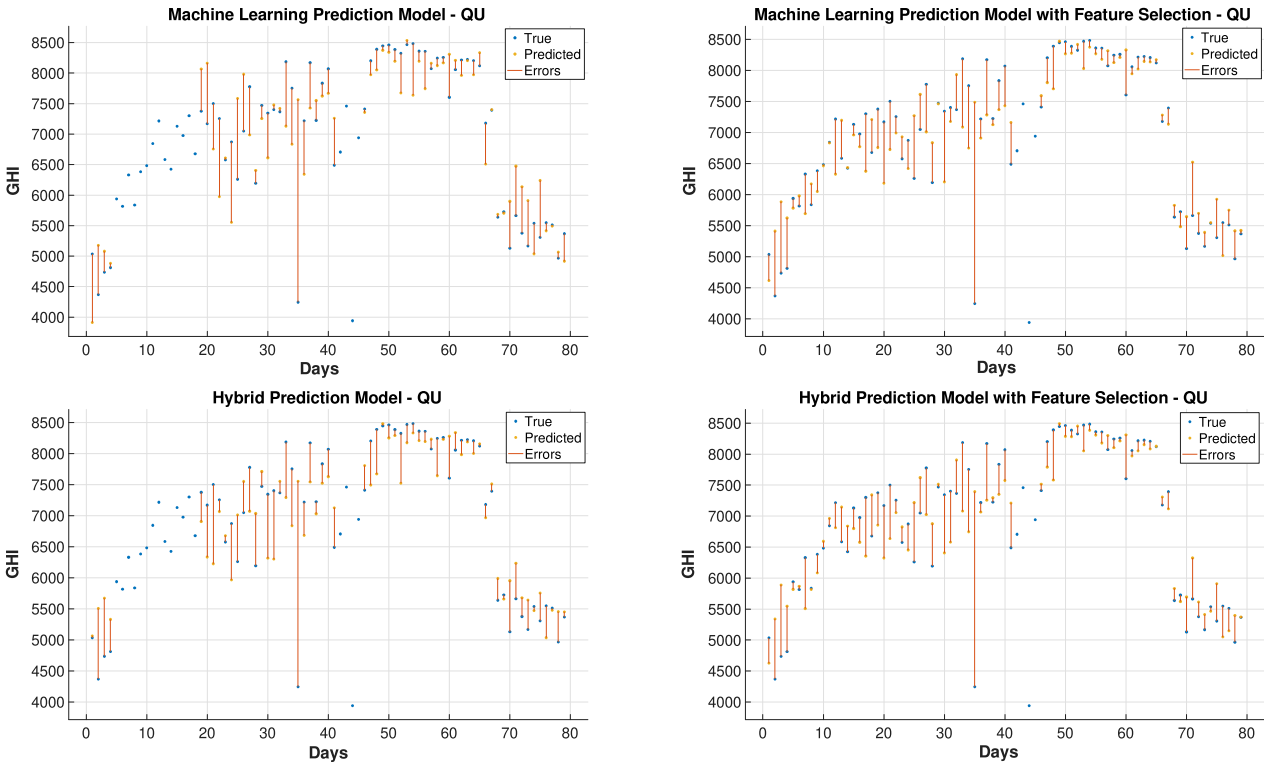 Machine Learning Prediction Model - QU
8500
8000
7500
7000
6500
6000
5500
5000
4500
4000
GHI
0 10 20 30 40 50 60 70 80
Days
True
Predicted
Errors
Machine Learning Prediction Model with Feature Selection - QU
8500
8000
7500
7000
6500
6000
5500
5000
4500
4000
GHI
0 10 20 30 40 50 60 70 80
Days
True
Predicted
Errors
Hybrid Prediction Model - QU
8500
8000
7500
7000
6500
6000
5500
5000
4500
4000
GHI
0 10 20 30 40 50 60 70 80
Days
True
Predicted
Errors
Hybrid Prediction Model with Feature Selection - QU
8500
8000
7500
7000
6500
6000
5500
5000
4500
4000
GHI
0 10 20 30 40 50 60 70 80
Days
True
Predicted
Errors